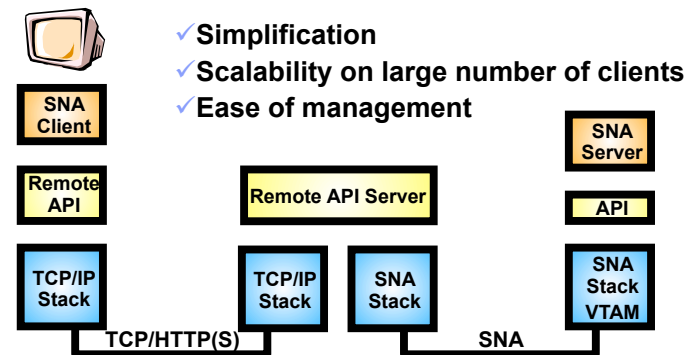 ✓Simplification
✓Scalability on large number of clients
✓Ease of management
SNA
Client
SNA
Server
Remote
API
Remote API Server
API
TCP/IP
Stack
TCP/IP
Stack
SNA
Stack
SNA
Stack
VTAM
TCP/HTTP(S)
SNA